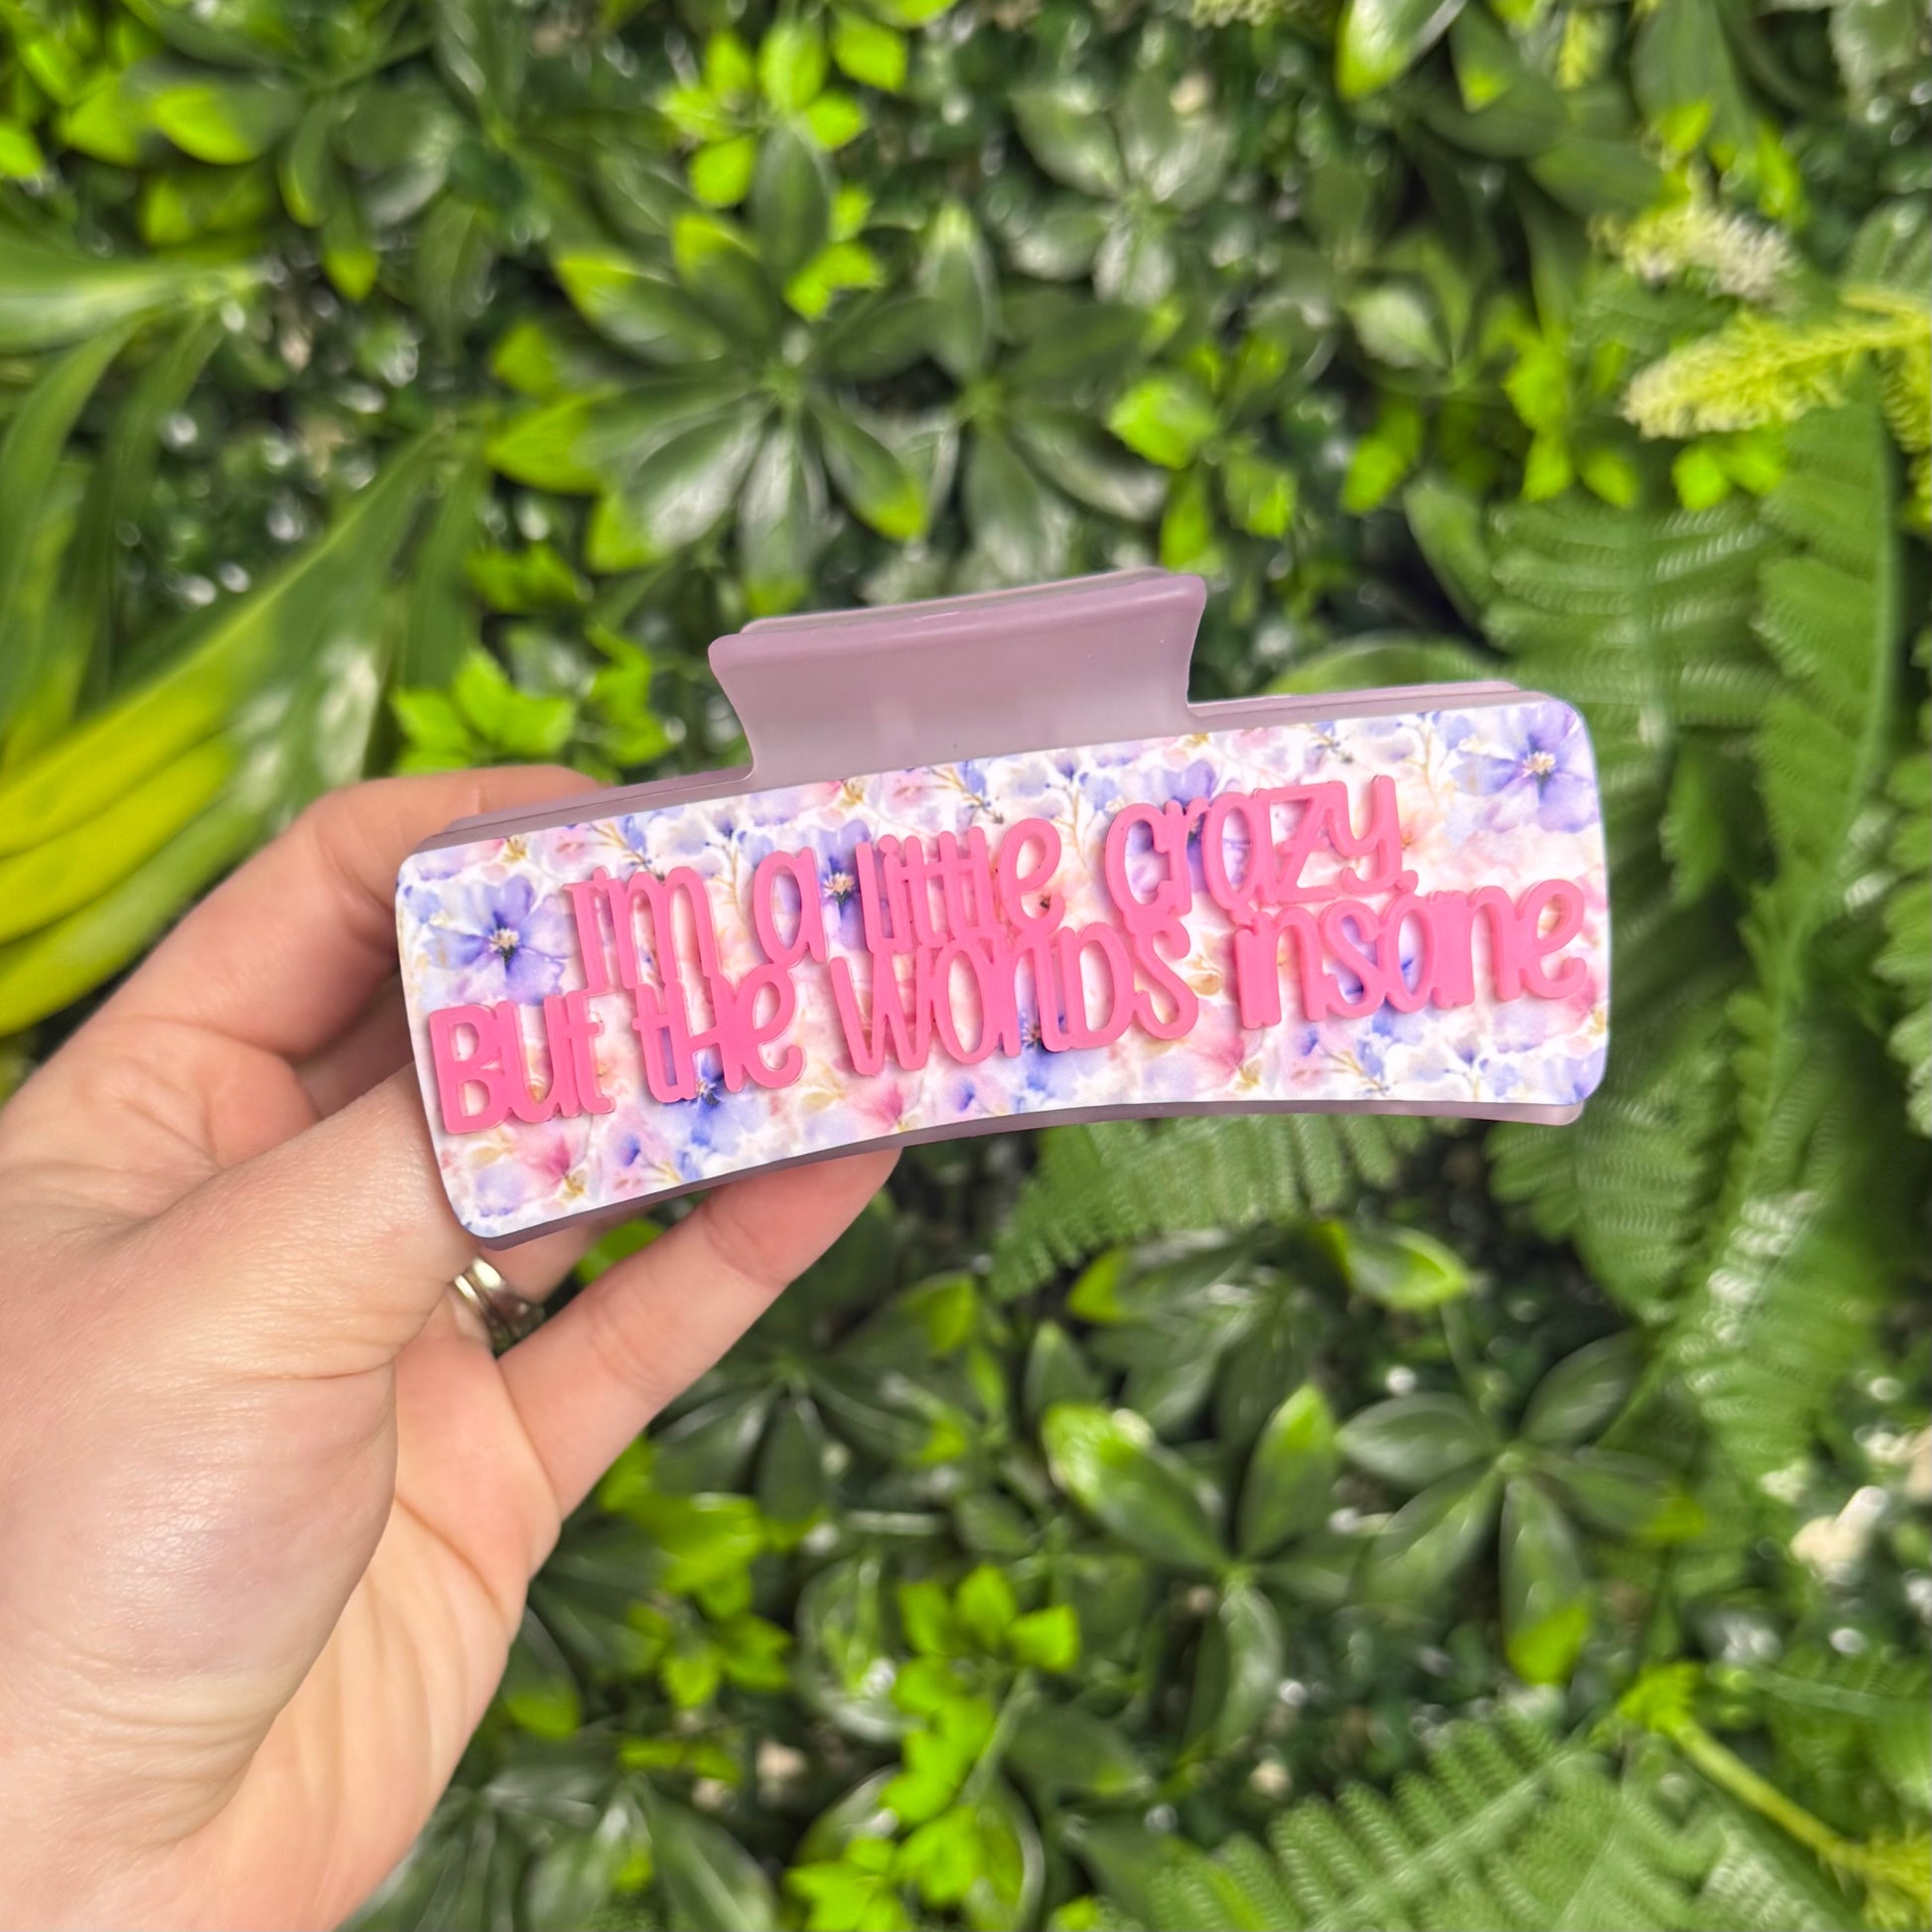 I'm a little crazy,
But the Worlds insane